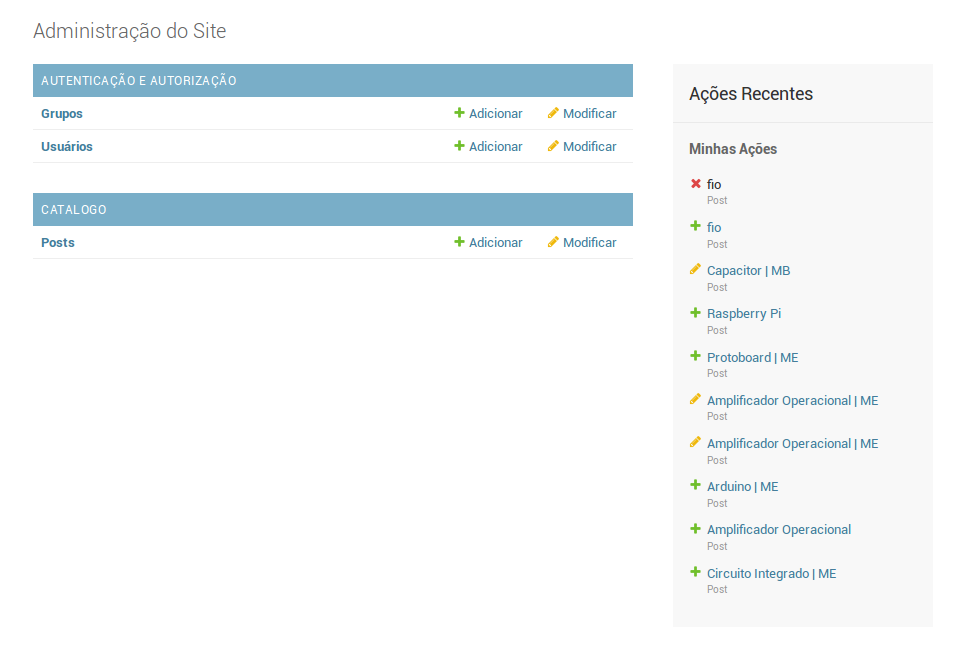 Administração do Site
AUTENTICAÇÃO E AUTORIZAÇÃO
Grupos Adicionar Modificar
Usuários Adicionar Modificar
CATALOGO
Posts Adicionar Modificar
Ações Recentes
Minhas Ações
fio
Post
fio
Post
Capacitor | MB
Post
Raspberry Pi
Post
Protoboard | ME
Post
Amplificador Operacional | ME
Post
Amplificador Operacional | ME
Post
Arduino | ME
Post
Amplificador Operacional
Post
Circuito Integrado | ME
Post